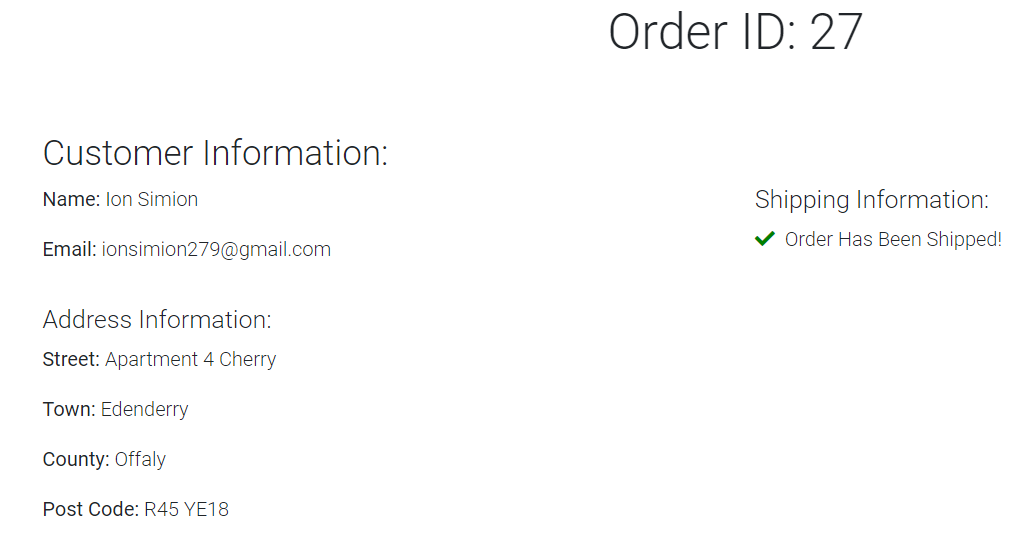 Order ID: 27
Customer Information:
Name: Ion Simion
Email: ionsimion279@gmail.com
Shipping Information:
Order Has Been Shipped!
Address Information:
Street: Apartment 4 Cherry
Town: Edenderry
County: Offaly
Post Code: R45 YE18